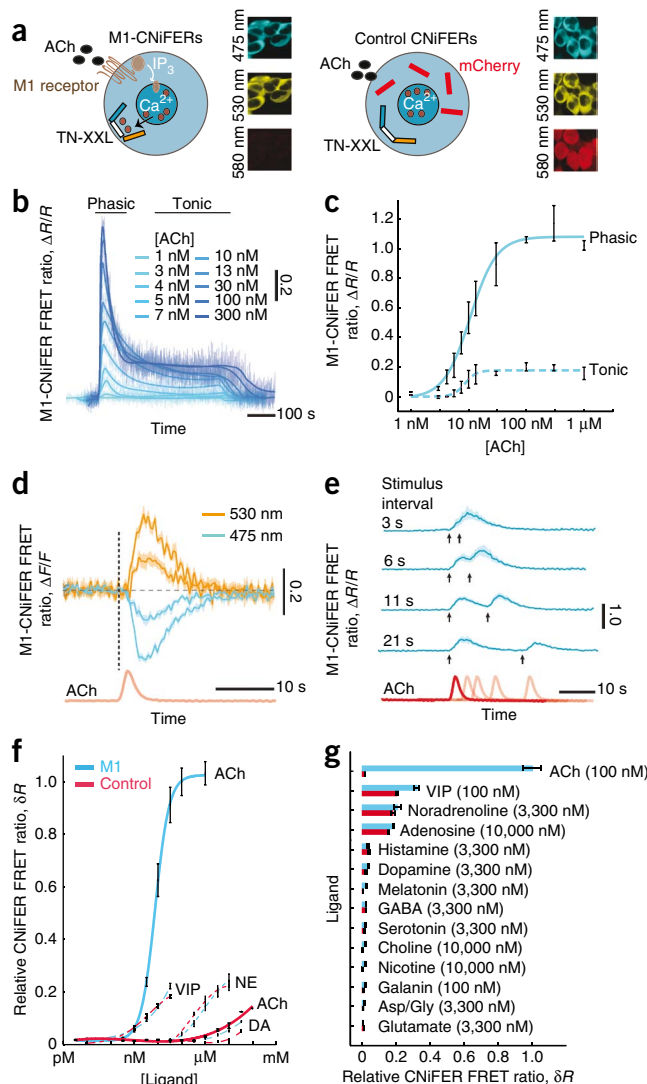 a
M1-CNiFERs
ACh
IP3
M1 receptor
Ca2+
TN-XXL
475 nm
530 nm
580 nm
Control CNiFERs
ACh
mCherry
Ca2+
TN-XXL
475 nm
530 nm
580 nm
b
Phasic
Tonic
[ACh]
1 nM
3 nM
4 nM
5 nM
7 nM
10 nM
13 nM
30 nM
100 nM
300 nM
M1-CNiFER FRET ratio, ΔR/R
0.2
100 s
Time
c
M1-CNiFER FRET
ratio, ΔR/R
1.2
1.0
0.8
0.6
0.4
0.2
0
Phasic
Tonic
1 nM
10 nM
100 nM
1 μM
[ACh]
d
530 nm
475 nm
M1-CNiFER FRET
ratio, ΔF/F
0.2
ACh
10 s
Time
e
Stimulus
interval
3 s
6 s
11 s
21 s
M1-CNiFER FRET
ratio, ΔR/R
1.0
ACh
10 s
Time
f
M1
Control
Relative CNiFER FRET ratio, δR
1.0
0.8
0.6
0.4
0.2
0
ACh
VIP
NE
ACh
DA
pM
nM
μM
mM
[Ligand]
g
Ligand
ACh (100 nM)
VIP (100 nM)
Noradrenoline (3,300 nM)
Adenosine (10,000 nM)
Histamine (3,300 nM)
Dopamine (3,300 nM)
Melatonin (3,300 nM)
GABA (3,300 nM)
Serotonin (3,300 nM)
Choline (10,000 nM)
Nicotine (10,000 nM)
Galanin (100 nM)
Asp/Gly (3,300 nM)
Glutamate (3,300 nM)
0
0.2
0.4
0.6
0.8
1.0
Relative CNiFER FRET ratio, δR